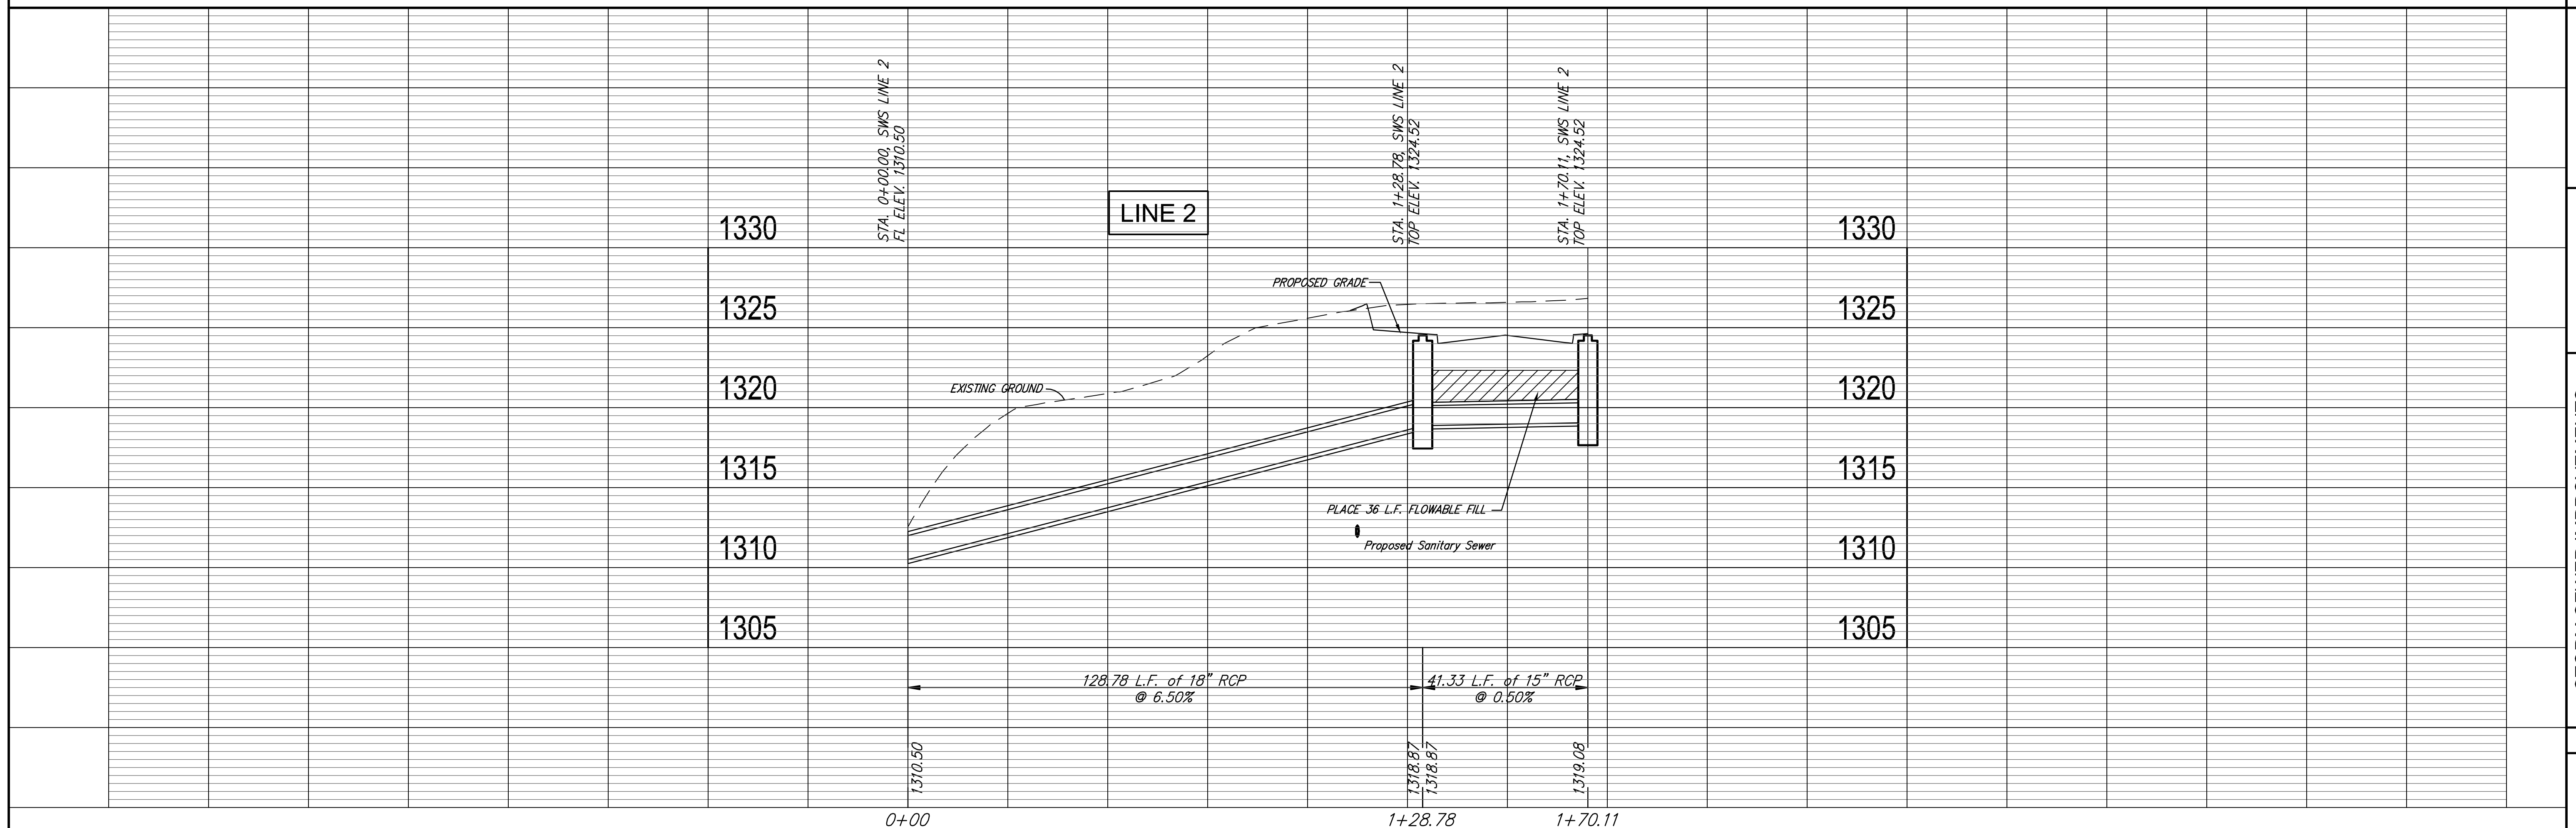 STA. 0+00.00, SWS LINE 2
FL ELEV. 1310.50
STA. 1+28.78, SWS LINE 2
TOP ELEV. 1324.52
STA. 1+70.11, SWS LINE 2
TOP ELEV. 1324.52
LINE 2
1330
1330
PROPOSED GRADE
1325
1325
EXISTING GROUND
1320
1320
1315
1315
PLACE 36 L.F. FLOWABLE FILL
Proposed Sanitary Sewer
1310
1310
1305
1305
128.78 L.F. of 18" RCP
@ 6.50%
41.33 L.F. of 15" RCP
@ 0.50%
1310.50
1318.87
1318.87
1319.08
0+00
1+28.78
1+70.11